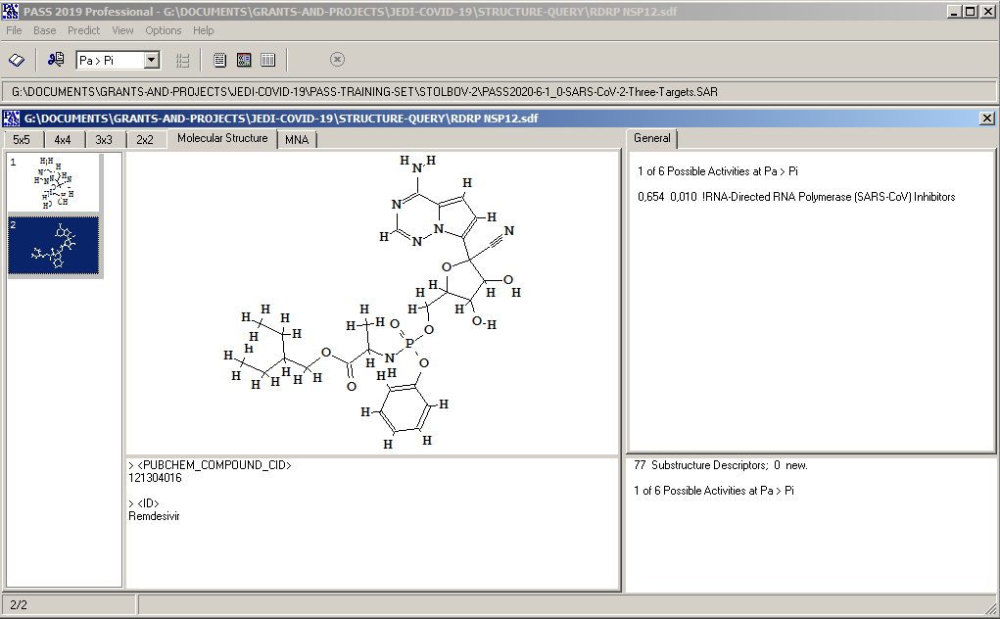 PASS 2019 Professional - G:\DOCUMENTS\GRANTS-AND-PROJECTS\JEDI-COVID-19\STRUCTURE-QUERY\RDRP NSP12.sdf
File Base Predict View Options Help
Pa > Pi
G:\DOCUMENTS\GRANTS-AND-PROJECTS\JEDI-COVID-19\PASS-TRAINING-SET\STOLBOV-2\PASS2020-6-1_0-SARS-CoV-2-Three-Targets.SAR
G:\DOCUMENTS\GRANTS-AND-PROJECTS\JEDI-COVID-19\STRUCTURE-QUERY\RDRP NSP12.sdf
5x5 4x4 3x3 2x2 Molecular Structure MNA
General
1
2
H H
N
H
N
H
H N N
N
O
H
H O
H H
H
O-H
H
H
O
O
H H
H
H
H
H
H-H
O
P
H
H
H
H
H
H
H
H
H
O
O
H
N
H
H
O
H
H
H
H
H
> <PUBCHEM_COMPOUND_CID>
121304016
> <ID>
Remdesivir
1 of 6 Possible Activities at Pa > Pi
0,654 0,010 !RNA-Directed RNA Polymerase (SARS-CoV) Inhibitors
77 Substructure Descriptors; 0 new.
1 of 6 Possible Activities at Pa > Pi
2/2